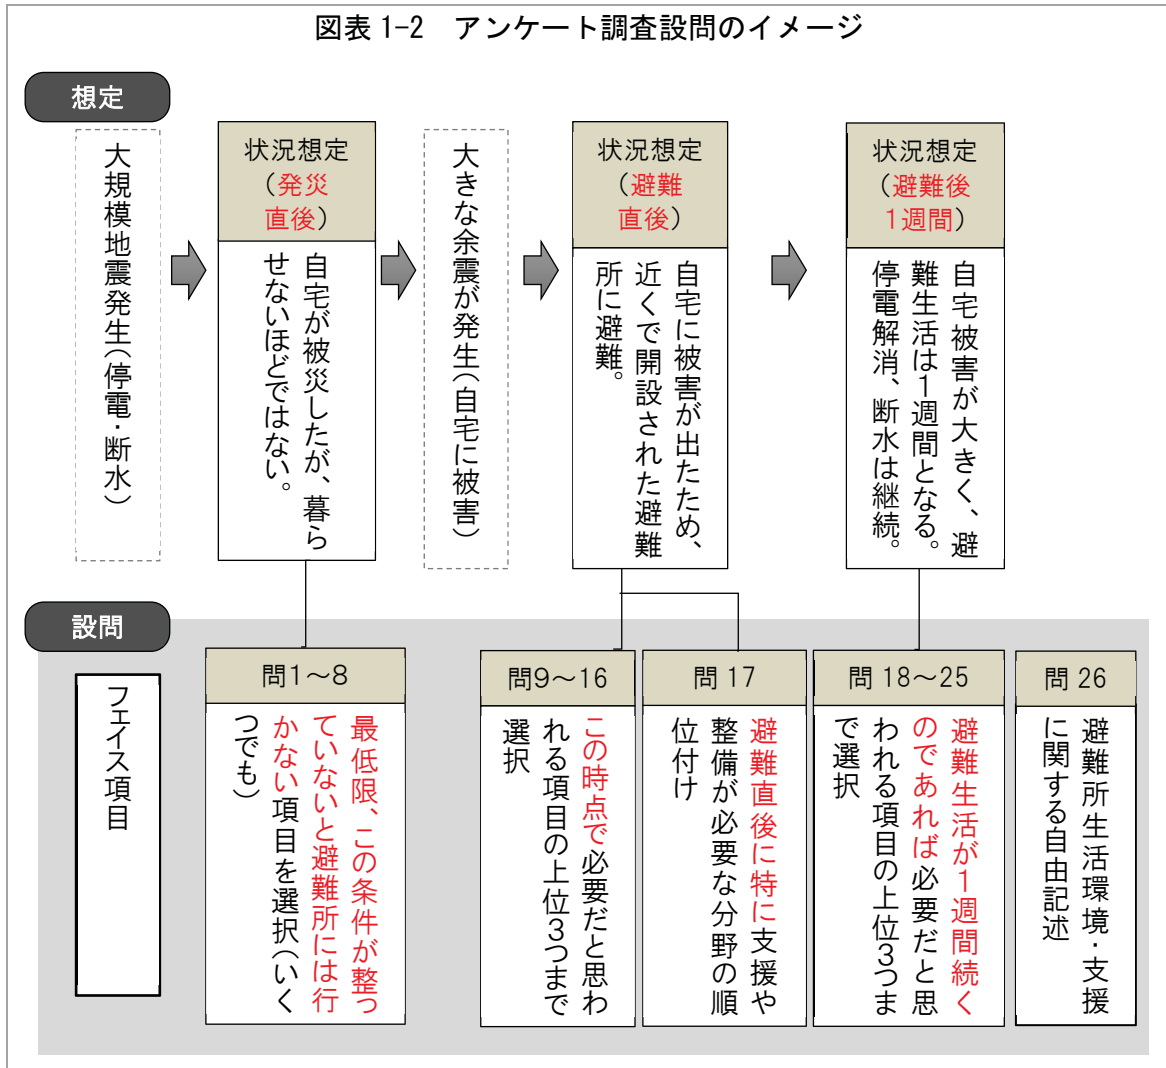 図表 1-2　アンケート調査設問のイメージ
想定
大規模地震発生（停電・断水）
状況想定
（発災
直後）
自宅が被災したが、暮ら
せないほどではない。
大きな余震が発生（自宅に被害）
状況想定
（避難
直後）
自宅に被害が出たため、
近くで開設された避難
所に避難。
状況想定
（避難後
1週間）
自宅被害が大きく、避
難生活は1週間となる。
停電解消、断水は継続。
設問
フェイス項目
問1～8
最低限、この条件が整っ
ていないと避難所には行
かない項目を選択（いく
つでも）
問9～16
この時点で必要だと思わ
れる項目の上位3つまで
選択
問 17
避難直後に特に支援や
整備が必要な分野の順
位付け
問 18～25
避難生活が1週間続く
のであれば必要だと思
われる項目の上位3つま
で選択
問 26
避難所生活環境・支援
に関する自由記述